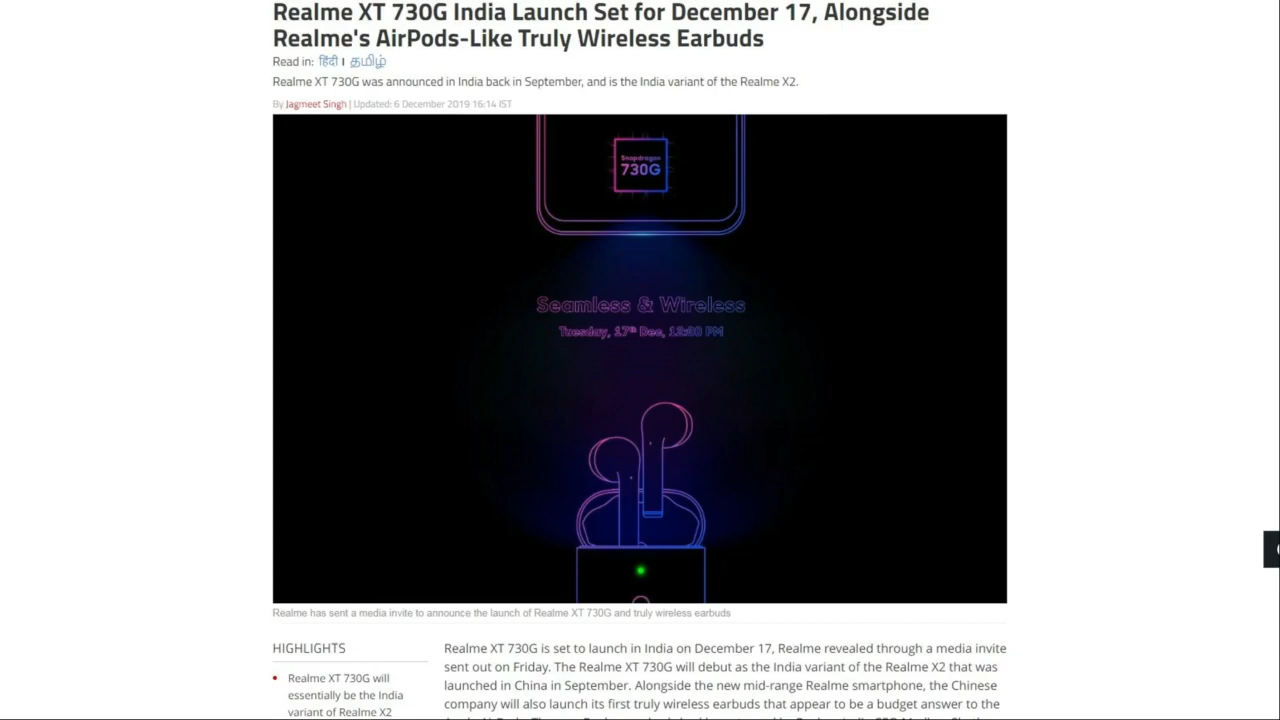 Realme XT 730G India Launch Set for December 17, Alongside
Realme's AirPods-Like Truly Wireless Earbuds
Read in: हिंदी | தமிழ்
Realme XT 730G was announced in India back in September, and is the India variant of the Realme X2.
By Jagmeet Singh | Updated: 6 December 2019 16:14 IST
Snapdragon
730G
Seamless & Wireless
Tuesday, 17th Dec, 12:30 PM
Realme has sent a media invite to announce the launch of Realme XT 730G and truly wireless earbuds
HIGHLIGHTS
Realme XT 730G will
essentially be the India
variant of Realme X2
Realme XT 730G is set to launch in India on December 17, Realme revealed through a media invite
sent out on Friday. The Realme XT 730G will debut as the India variant of the Realme X2 that was
launched in China in September. Alongside the new mid-range Realme smartphone, the Chinese
company will also launch its first truly wireless earbuds that appear to be a budget answer to the